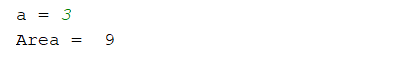 a = 3
Area =  9